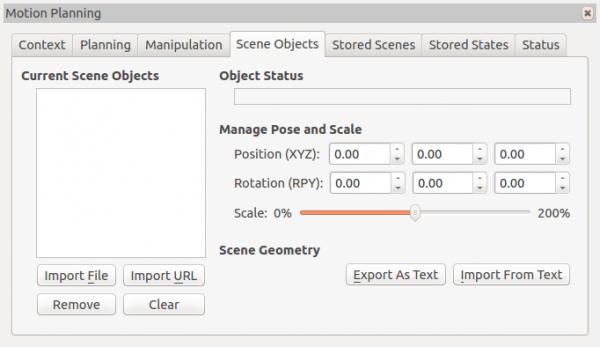 Motion Planning
Context Planning Manipulation Scene Objects Stored Scenes Stored States Status
Current Scene Objects
Object Status
Manage Pose and Scale
Position (XYZ): 0.00 0.00 0.00
Rotation (RPY): 0.00 0.00 0.00
Scale: 0% 200%
Scene Geometry
Import File Import URL
Export As Text Import From Text
Remove Clear